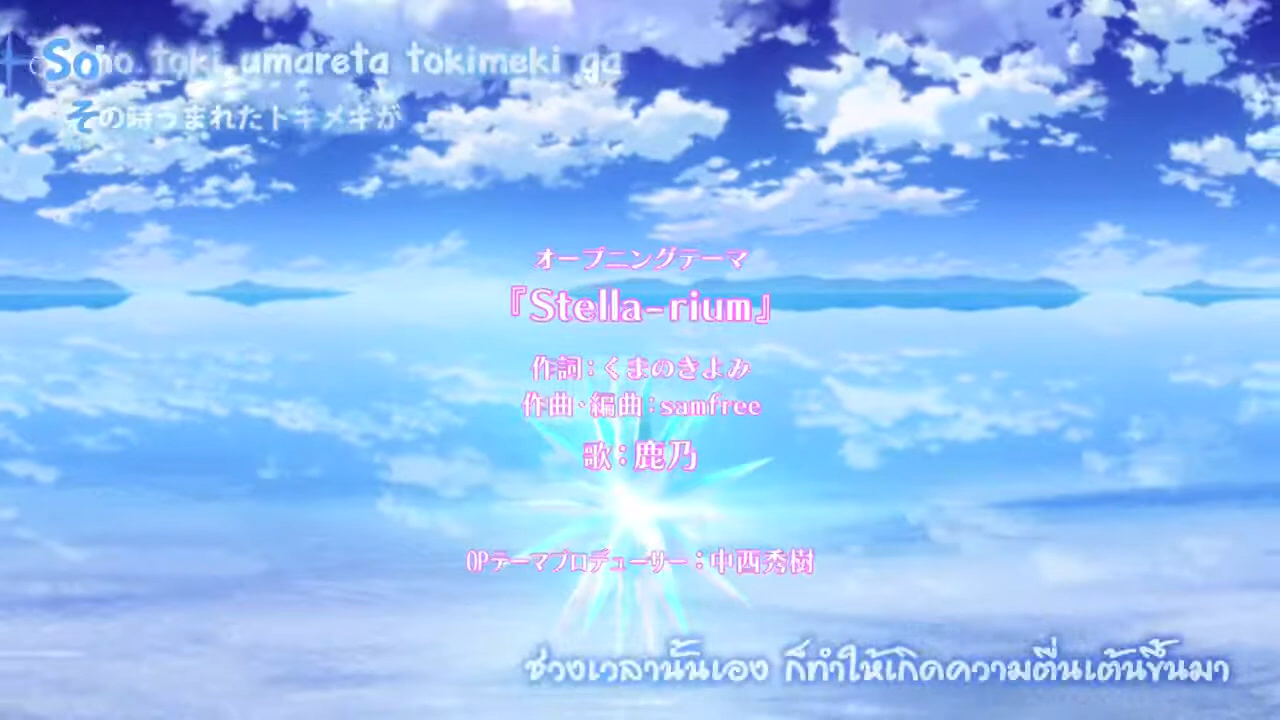 Sono toki umareta tokimeki ga
その時うまれたトキメキが
オープニングテーマ
『Stella-rium』
作詞：くまのきよみ
作曲・編曲：samfree
歌：鹿乃
OPテーマプロデューサー：中西秀樹
ช่วงเวลานั้นเอง ก็ทำให้เกิดความตื่นเต้นขึ้นมา